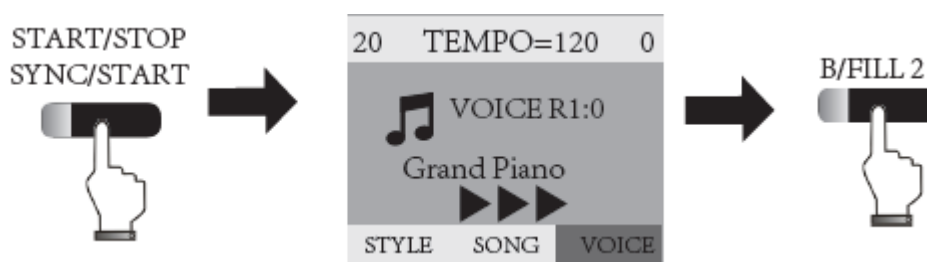 START/STOP
SYNC/START
20 TEMPO=120 0
VOICE R1:0
Grand Piano
STYLE SONG VOICE
B/FILL 2